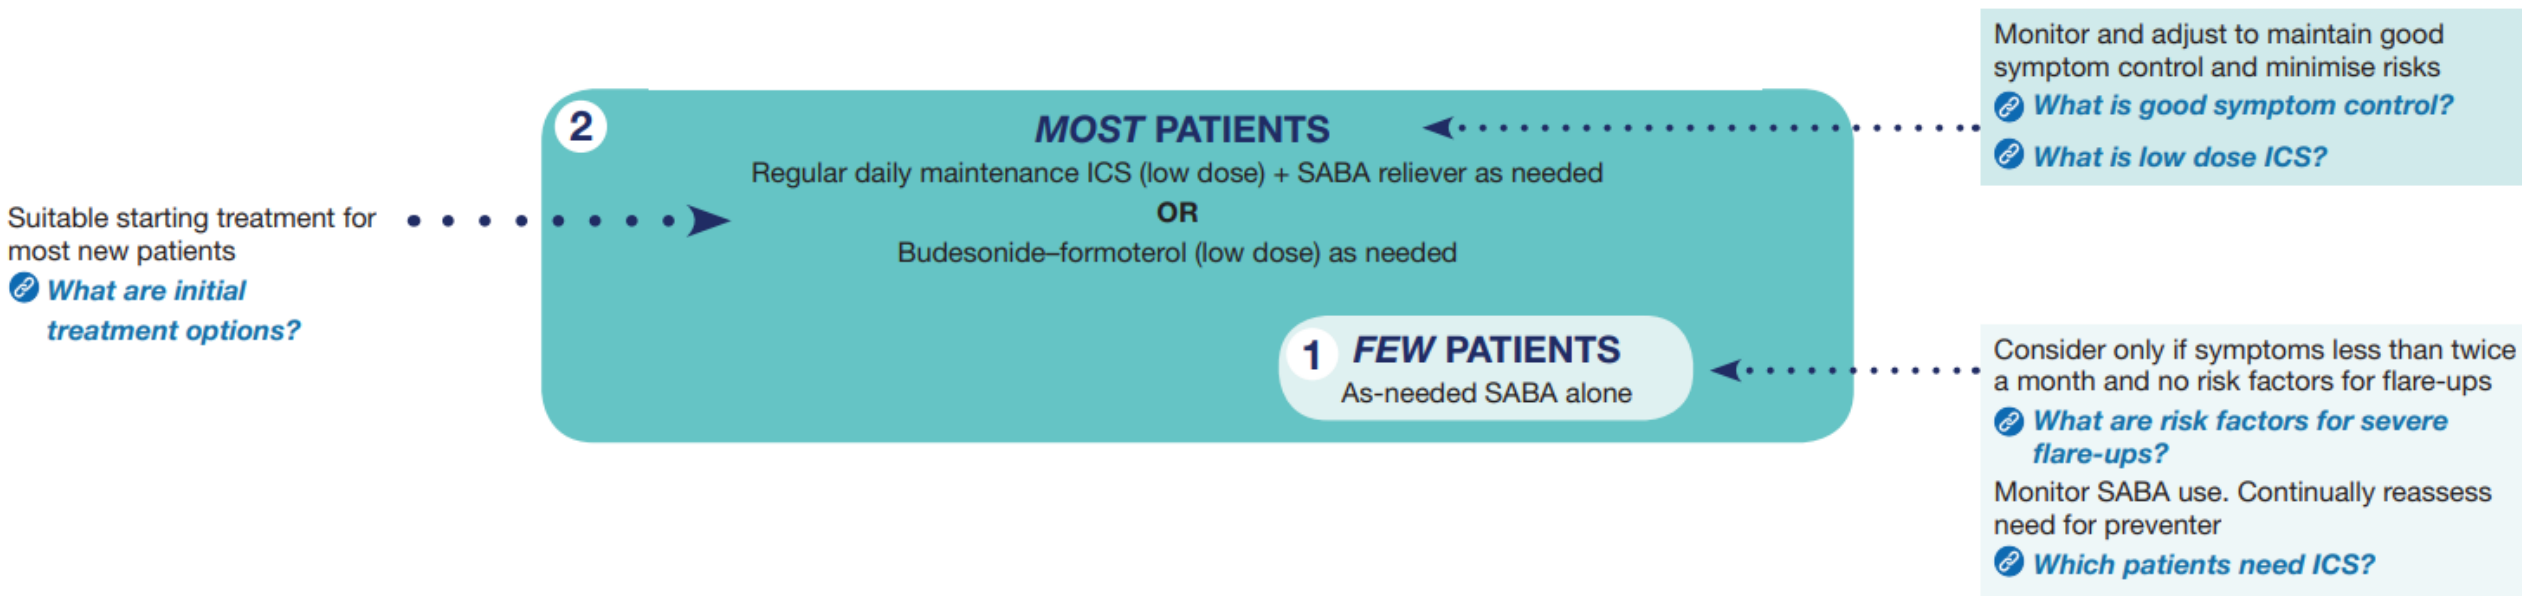 Suitable starting treatment for
most new patients
What are initial
treatment options?
2
MOST PATIENTS
Regular daily maintenance ICS (low dose) + SABA reliever as needed
OR
Budesonide–formoterol (low dose) as needed
1
FEW PATIENTS
As-needed SABA alone
Monitor and adjust to maintain good
symptom control and minimise risks
What is good symptom control?
What is low dose ICS?
Consider only if symptoms less than twice
a month and no risk factors for flare-ups
What are risk factors for severe
flare-ups?
Monitor SABA use. Continually reassess
need for preventer
Which patients need ICS?